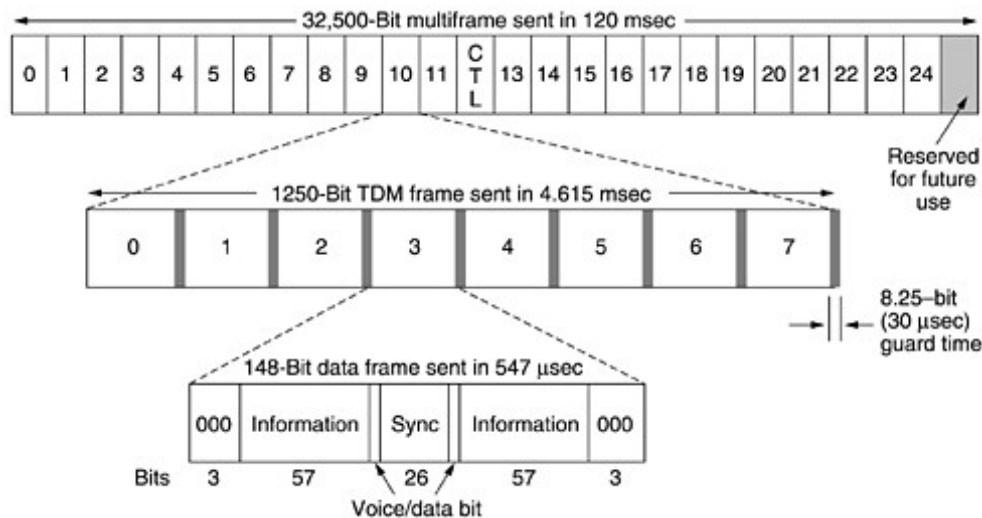 32,500-Bit multiframe sent in 120 msec
0 1 2 3 4 5 6 7 8 9 10 11 CTL 13 14 15 16 17 18 19 20 21 22 23 24
Reserved
for future
use
1250-Bit TDM frame sent in 4.615 msec
0 1 2 3 4 5 6 7
8.25–bit
(30 μsec)
guard time
148-Bit data frame sent in 547 μsec
000 Information Sync Information 000
Bits 3 57 26 57 3
Voice/data bit